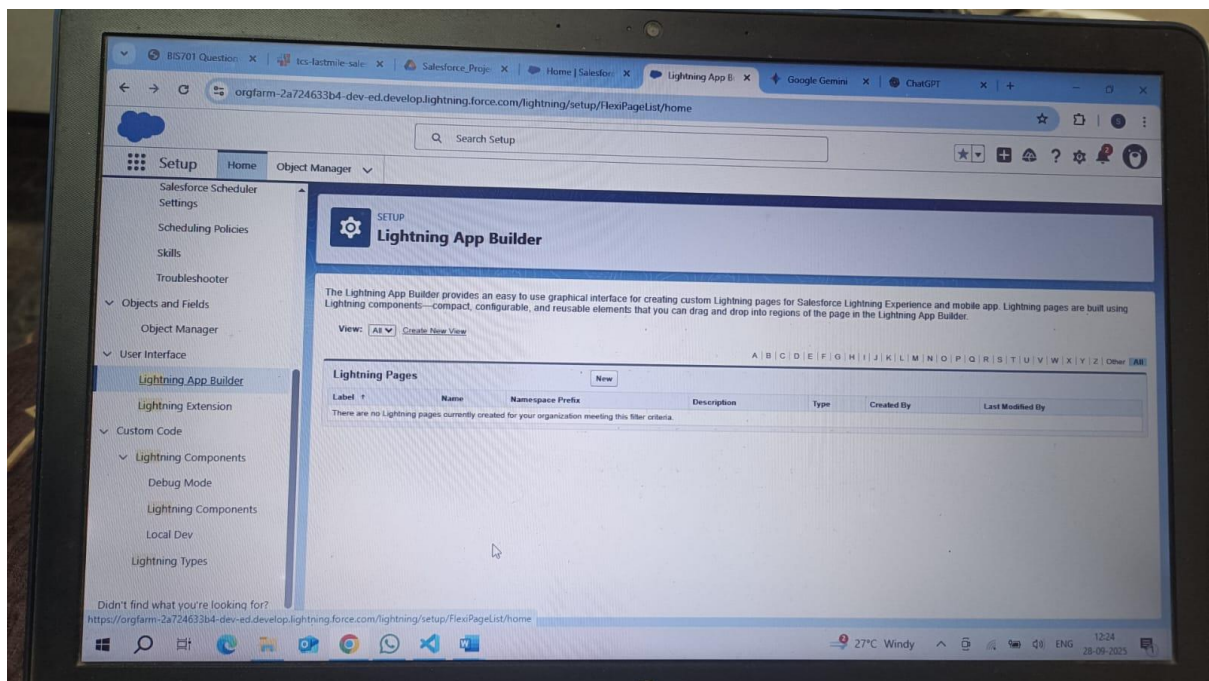 BIS701 Question
tcs-lastmile-sale
Salesforce_Proje
Home | Salesforc
Lightning App B
Google Gemini
ChatGPT
orgfarm-2a724633b4-dev-ed.develop.lightning.force.com/lightning/setup/FlexiPageList/home
Search Setup
Setup
Home
Object Manager
Salesforce Scheduler
Settings
Scheduling Policies
Skills
Troubleshooter
Objects and Fields
Object Manager
User Interface
Lightning App Builder
Lightning Extension
Custom Code
Lightning Components
Debug Mode
Lightning Components
Local Dev
Lightning Types
Didn't find what you're looking for?
https://orgfarm-2a724633b4-dev-ed.develop.lightning.force.com/lightning/setup/FlexiPageList/home
SETUP
Lightning App Builder
The Lightning App Builder provides an easy to use graphical interface for creating custom Lightning pages for Salesforce Lightning Experience and mobile app. Lightning pages are built using
Lightning components—compact, configurable, and reusable elements that you can drag and drop into regions of the page in the Lightning App Builder.
View: All Create New View
A | B | C | D | E | F | G | H | I | J | K | L | M | N | O | P | Q | R | S | T | U | V | W | X | Y | Z | Other | All
Lightning Pages New
Label ↑ Name Namespace Prefix Description Type Created By Last Modified By
There are no Lightning pages currently created for your organization meeting this filter criteria.
27°C Windy
ENG
12:24
28-09-2025